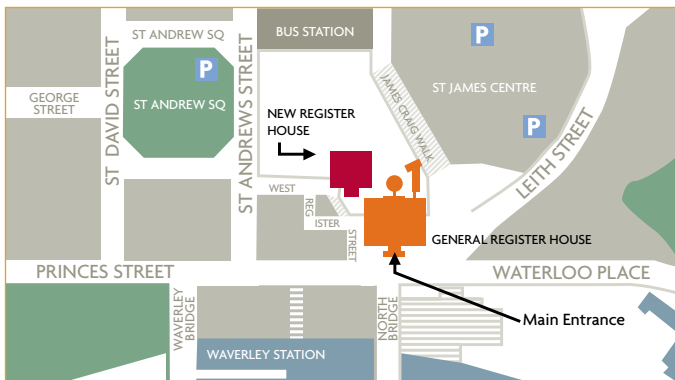 ST ANDREW SQ
BUS STATION
P
P
ST DAVID STREET
ST ANDREWS STREET
GEORGE
STREET
ST ANDREW SQ
ST JAMES CENTRE
JAMES CRAIG WALK
NEW REGISTER
HOUSE
P
LEITH STREET
WEST
REG
ISTER
STREET
GENERAL REGISTER HOUSE
PRINCES STREET
WATERLOO PLACE
WAVERLEY
BRIDGE
NORTH
BRIDGE
Main Entrance
WAVERLEY STATION